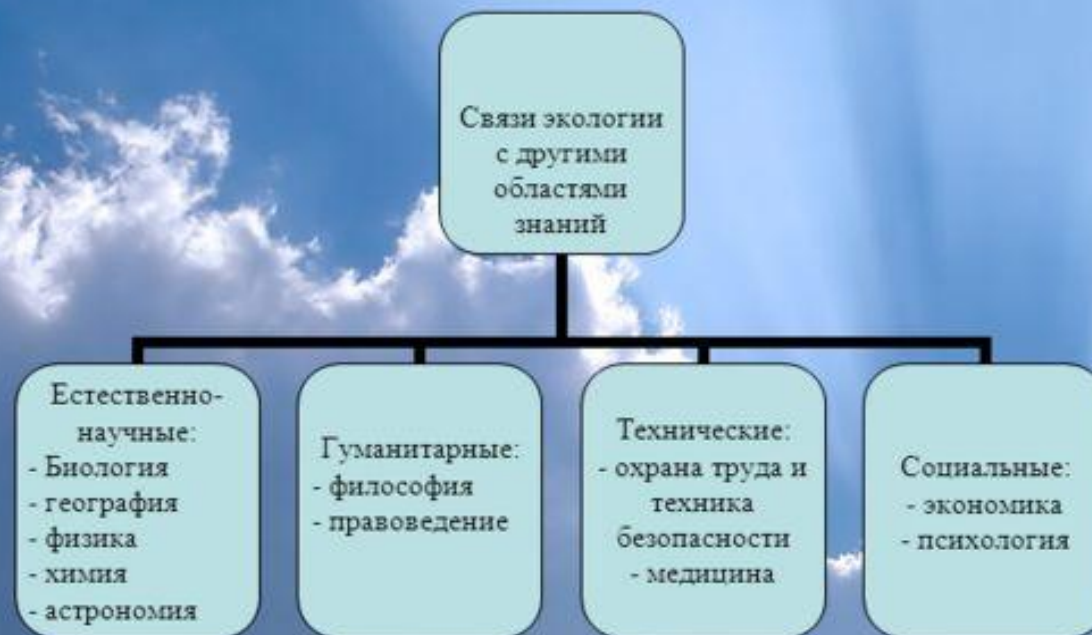 Связи экологии
с другими
областями
знаний
Естественно-
научные:
- Биология
- география
- физика
- химия
- астрономия
Гуманитарные:
- философия
- правоведение
Технические:
- охрана труда и
техника
безопасности
- медицина
Социальные:
- экономика
- психология